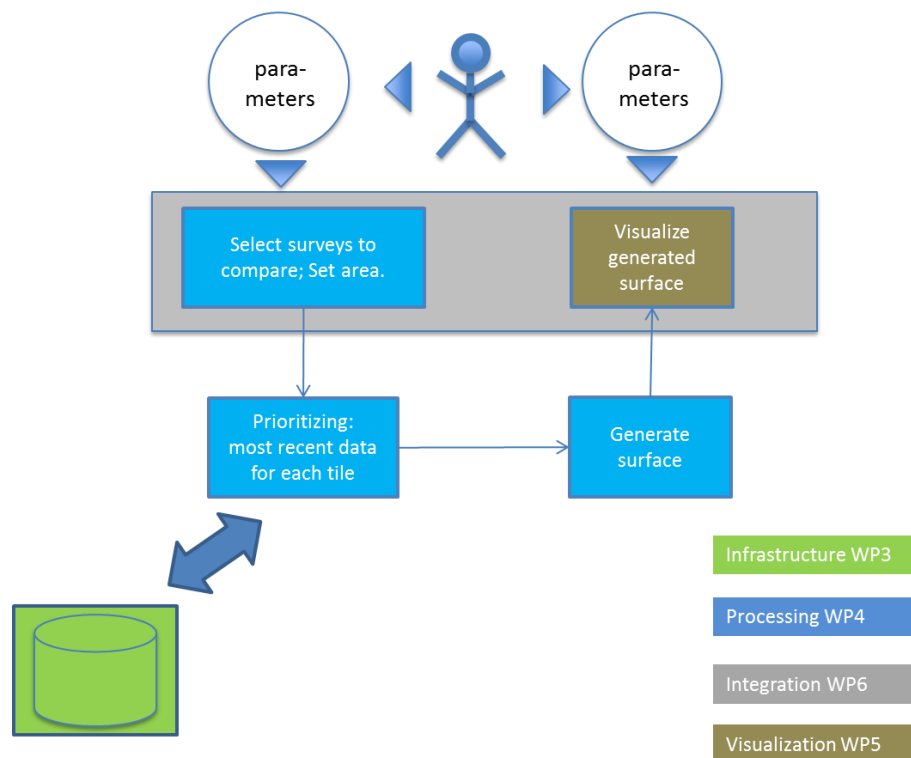 para-
meters
para-
meters
Select surveys to
compare; Set area.
Visualize
generated
surface
Prioritizing:
most recent data
for each tile
Generate
surface
Infrastructure WP3
Processing WP4
Integration WP6
Visualization WP5